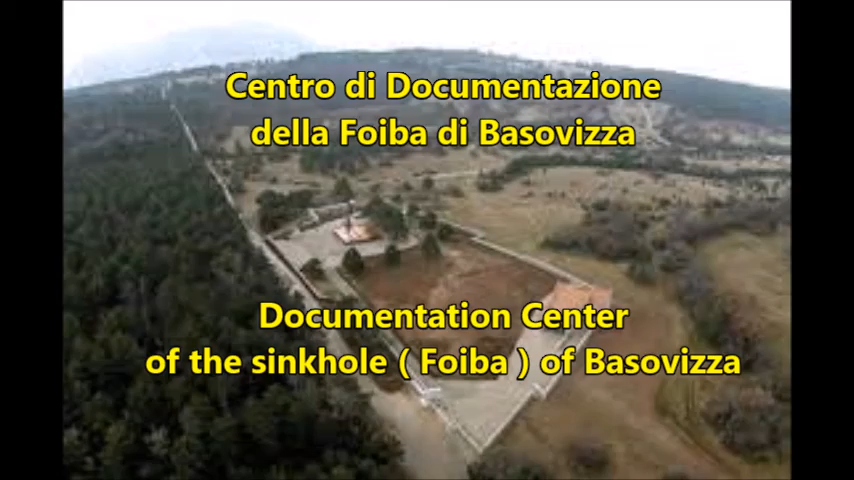 Centro di Documentazione
della Foiba di Basovizza
Documentation Center
of the sinkhole ( Foiba ) of Basovizza